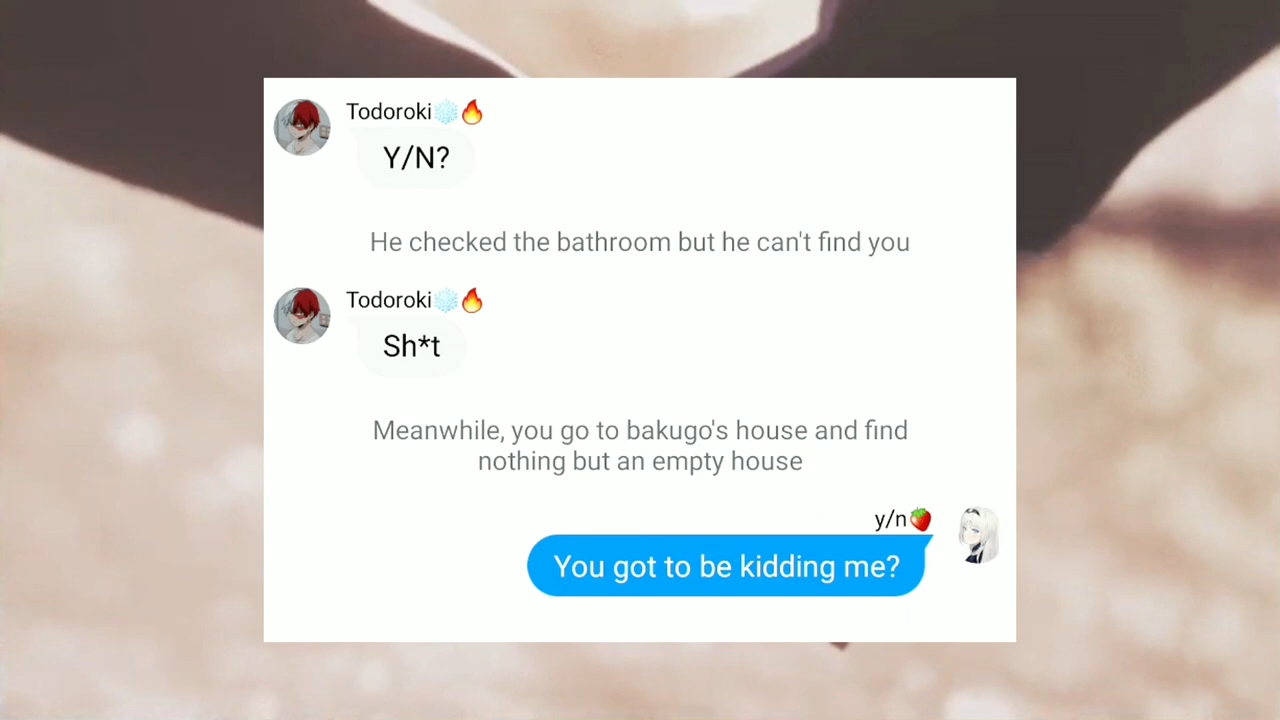 Todoroki❄️🔥
Y/N?
He checked the bathroom but he can't find you
Todoroki❄️🔥
Sh*t
Meanwhile, you go to bakugo's house and find
nothing but an empty house
y/n🍓
You got to be kidding me?